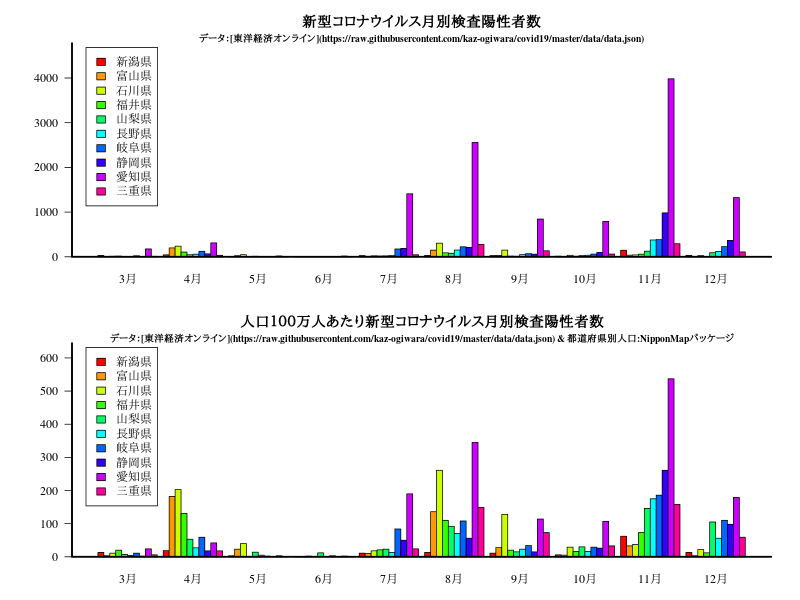 新型コロナウイルス月別検査陽性者数
データ:[東洋経済オンライン](https://raw.githubusercontent.com/kaz-ogiwara/covid19/master/data/data.json)
新潟県
富山県
石川県
福井県
山梨県
長野県
岐阜県
静岡県
愛知県
三重県
4000
3000
2000
1000
0
3月 4月 5月 6月 7月 8月 9月 10月 11月 12月
人口100万人あたり新型コロナウイルス月別検査陽性者数
データ:[東洋経済オンライン](https://raw.githubusercontent.com/kaz-ogiwara/covid19/master/data/data.json) & 都道府県別人口:NipponMapパッケージ
新潟県
富山県
石川県
福井県
山梨県
長野県
岐阜県
静岡県
愛知県
三重県
600
500
400
300
200
100
0
3月 4月 5月 6月 7月 8月 9月 10月 11月 12月